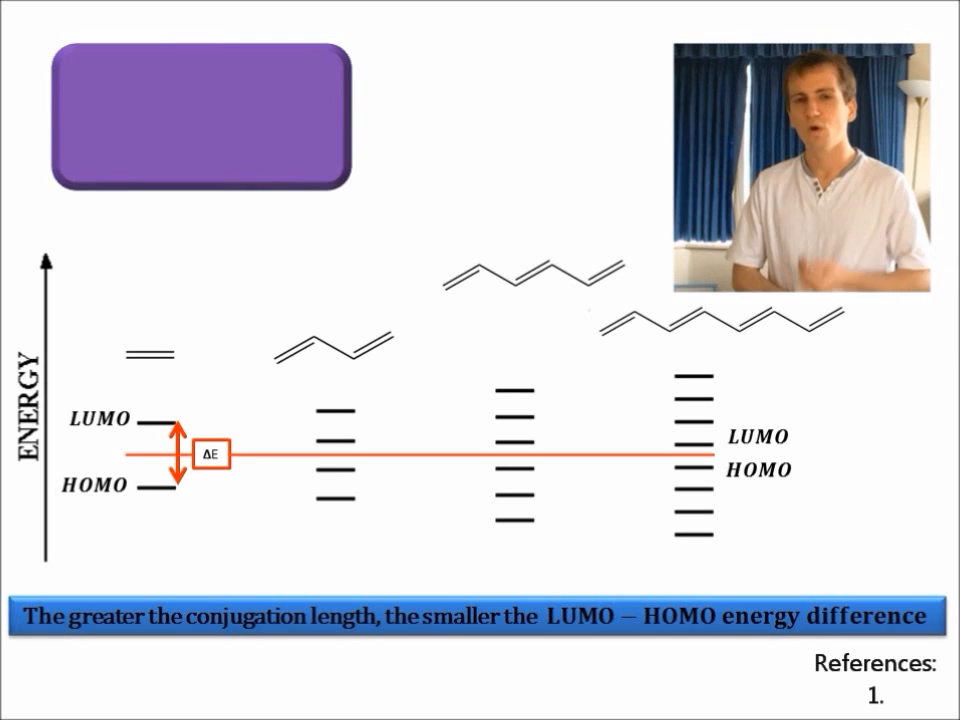 ENERGY
LUMO
HOMO
ΔE
LUMO
HOMO
The greater the conjugation length, the smaller the LUMO − HOMO energy difference
References:
1.